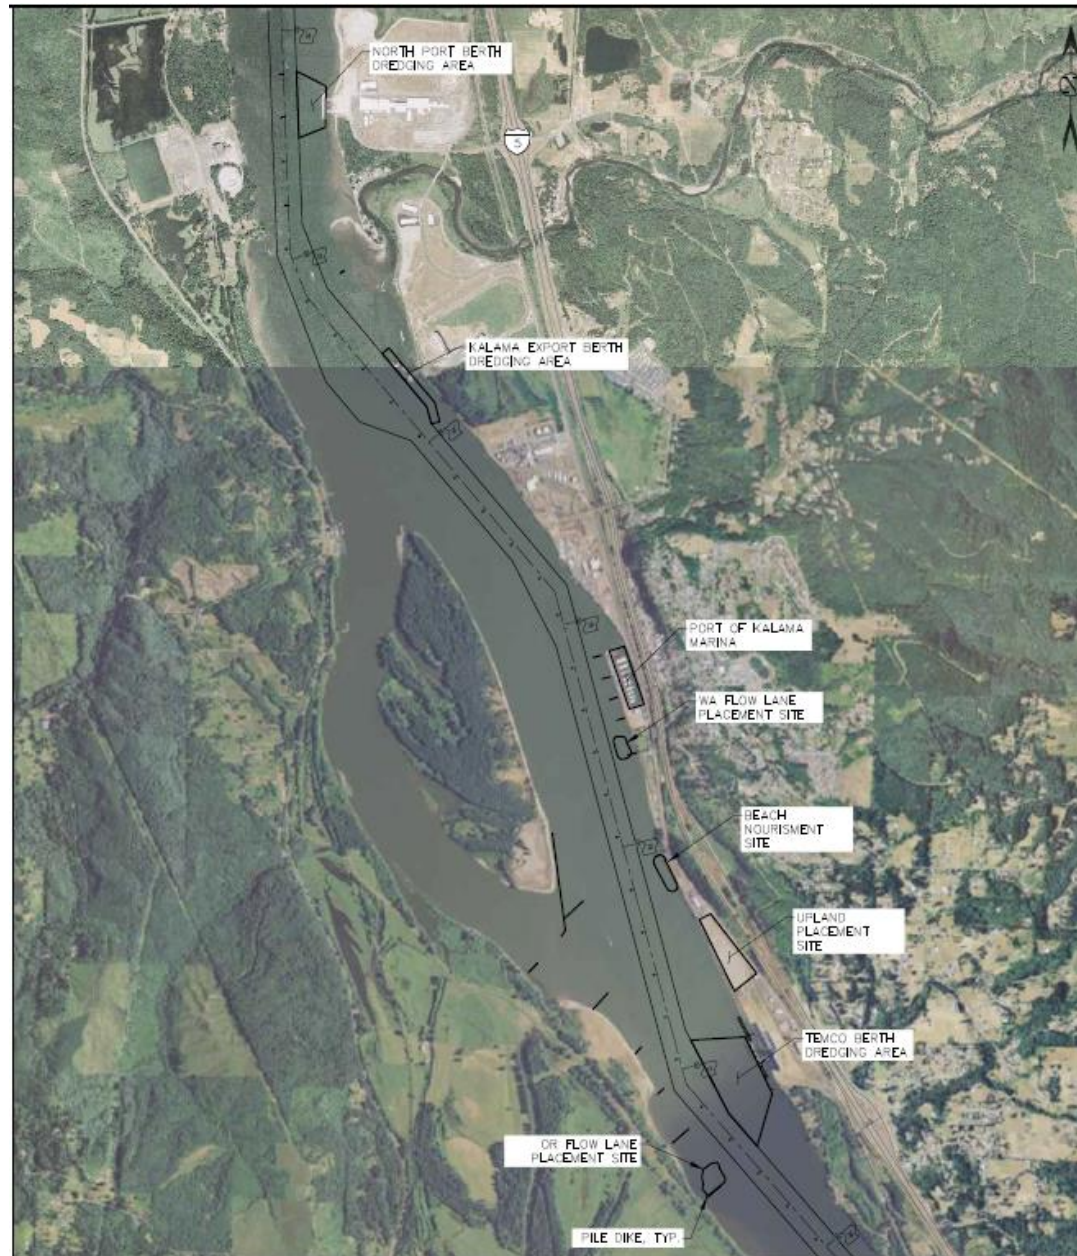 NORTH PORT BERTH
DREDGING AREA
5
KALAMA EXPORT BERTH
DREDGING AREA
PORT OF KALAMA
MARINA
WA FLOW LANE
PLACEMENT SITE
BEACH
NOURISMENT
SITE
UPLAND
PLACEMENT
SITE
TEMCO BERTH
DREDGING AREA
OR FLOW LANE
PLACEMENT SITE
PILE DIKE, TYP.